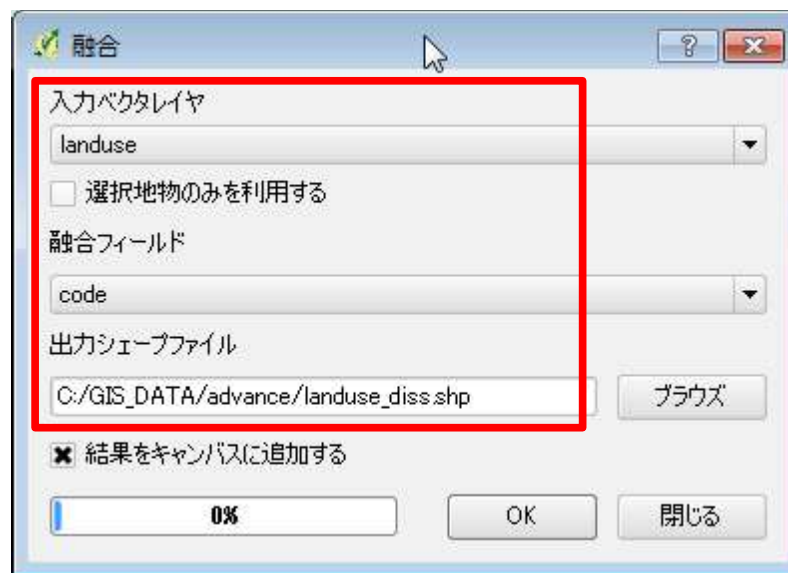 融合
入力ベクタレイヤ
landuse
選択地物のみを利用する
融合フィールド
code
出力シェープファイル
C:/GIS_DATA/advance/landuse_diss.shp
ブラウズ
結果をキャンバスに追加する
0%
OK
閉じる